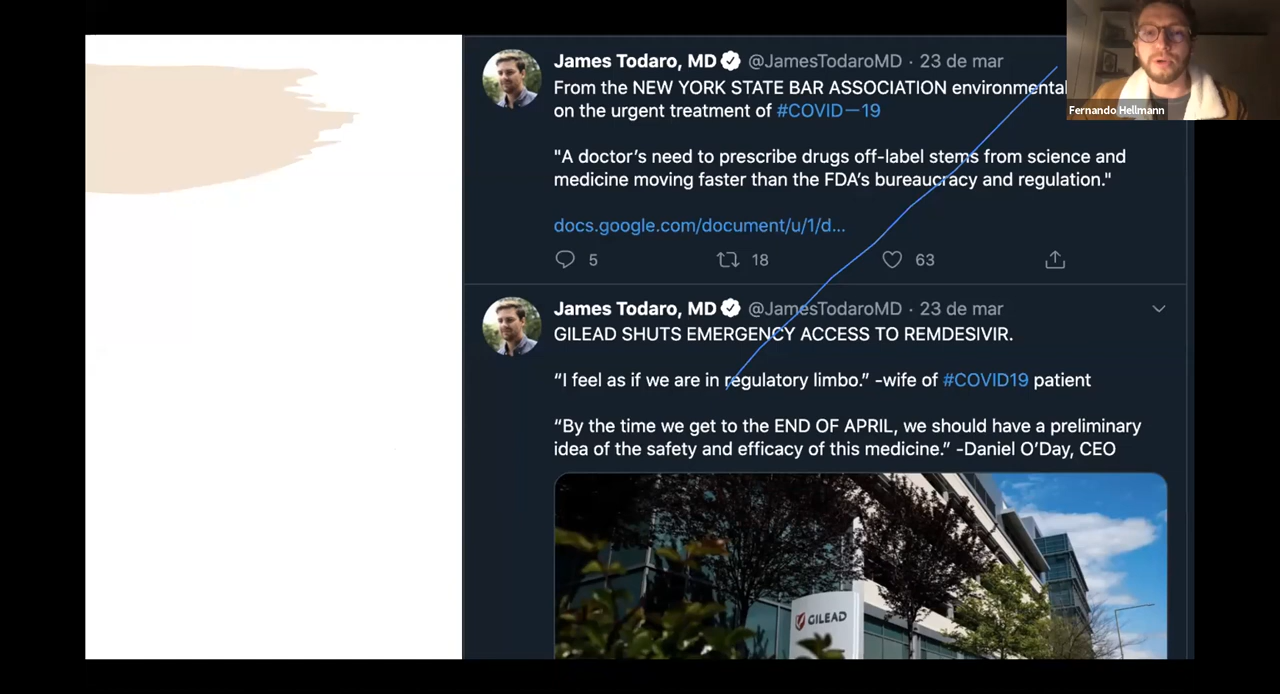 James Todaro, MD @JamesTodaroMD · 23 de mar
From the NEW YORK STATE BAR ASSOCIATION environmental
on the urgent treatment of #COVID—19
"A doctor's need to prescribe drugs off-label stems from science and
medicine moving faster than the FDA's bureaucracy and regulation."
docs.google.com/document/u/1/d...
5 18 63
James Todaro, MD @JamesTodaroMD · 23 de mar
GILEAD SHUTS EMERGENCY ACCESS TO REMDESIVIR.
“I feel as if we are in regulatory limbo.” -wife of #COVID19 patient
“By the time we get to the END OF APRIL, we should have a preliminary
idea of the safety and efficacy of this medicine.” -Daniel O’Day, CEO
GILEAD
Fernando Hellmann